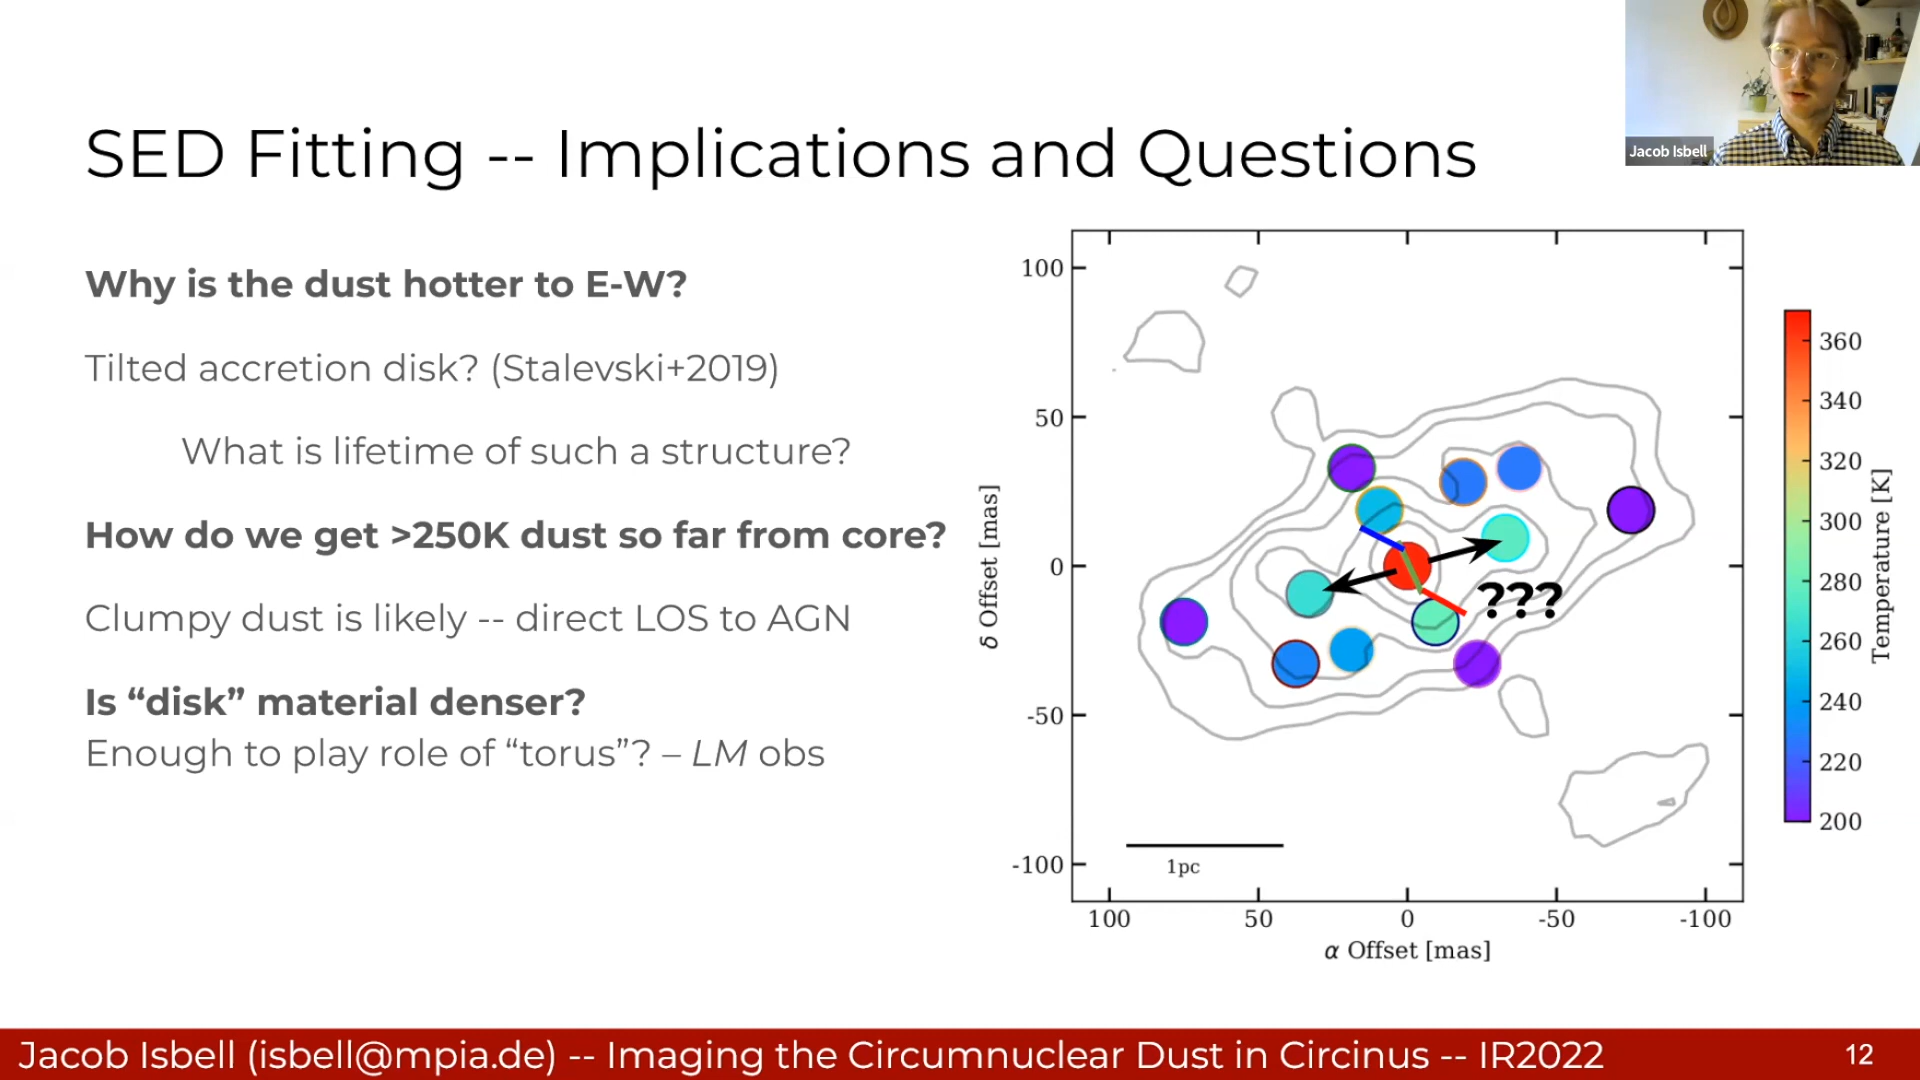 Jacob Isbell
SED Fitting -- Implications and Questions
Why is the dust hotter to E-W?
Tilted accretion disk? (Stalevski+2019)
What is lifetime of such a structure?
How do we get >250K dust so far from core?
Clumpy dust is likely -- direct LOS to AGN
Is “disk” material denser?
Enough to play role of “torus”? – LM obs
100
50
0
-50
-100
δ Offset [mas]
???
1pc
100 50 0 -50 -100
α Offset [mas]
360
340
320
300
280
260
240
220
200
Temperature [K]
Jacob Isbell (isbell@mpia.de) -- Imaging the Circumnuclear Dust in Circinus -- IR2022 12